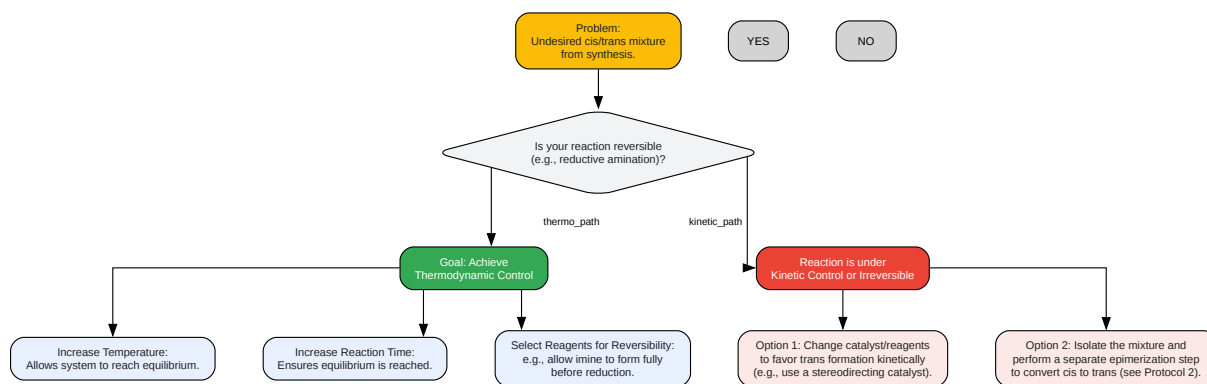 Problem:
Undesired cis/trans mixture
from synthesis.
YES
NO
Is your reaction reversible
(e.g., reductive amination)?
thermo_path
kinetic_path
Goal: Achieve
Thermodynamic Control
Reaction is under
Kinetic Control or Irreversible
Increase Temperature:
Allows system to reach equilibrium.
Increase Reaction Time:
Ensures equilibrium is reached.
Select Reagents for Reversibility:
e.g., allow imine to form fully
before reduction.
Option 1: Change catalyst/reagents
to favor trans formation kinetically
(e.g., use a stereodirecting catalyst).
Option 2: Isolate the mixture and
perform a separate epimerization step
to convert cis to trans (see Protocol 2).